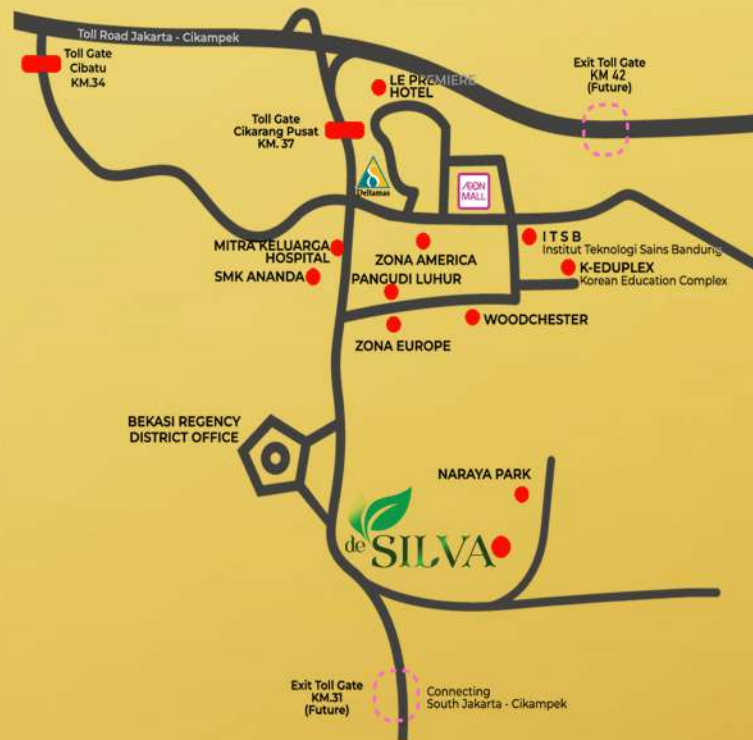 Toll Road Jakarta - Cikampek
Toll Gate
Cibatu
KM.34
LE PREMIERE
HOTEL
Exit Toll Gate
KM 42
(Future)
Toll Gate
Cikarang Pusat
KM. 37
Deltamas
ÆON
MALL
MITRA KELUARGA
HOSPITAL
SMK ANANDA
ZONA AMERICA
PANGUDI LUHUR
I T S B
Institut Teknologi Sains Bandung
K-EDUPLEX
Korean Education Complex
WOODCHESTER
ZONA EUROPE
BEKASI REGENCY
DISTRICT OFFICE
NARAYA PARK
de SILVA
Exit Toll Gate
KM.31
(Future)
Connecting
South Jakarta - Cikampek